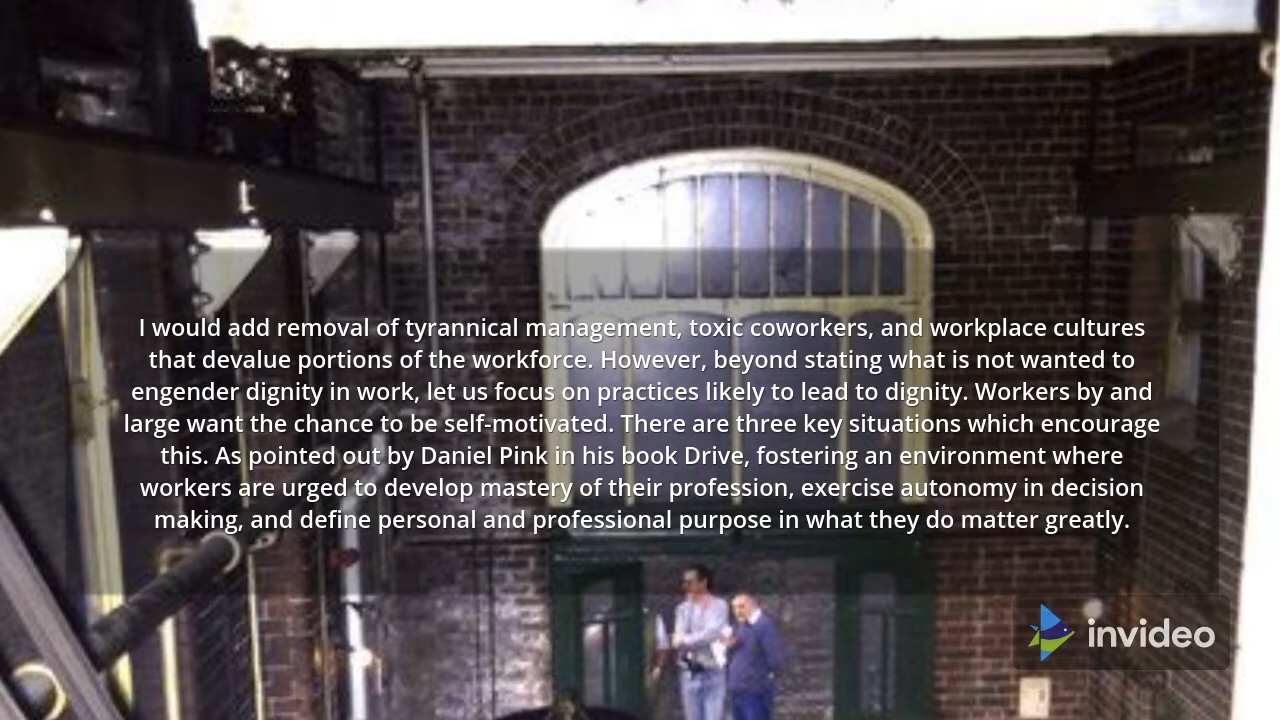 I would add removal of tyrannical management, toxic coworkers, and workplace cultures
that devalue portions of the workforce. However, beyond stating what is not wanted to
engender dignity in work, let us focus on practices likely to lead to dignity. Workers by and
large want the chance to be self-motivated. There are three key situations which encourage
this. As pointed out by Daniel Pink in his book Drive, fostering an environment where
workers are urged to develop mastery of their profession, exercise autonomy in decision
making, and define personal and professional purpose in what they do matter greatly.
invideo